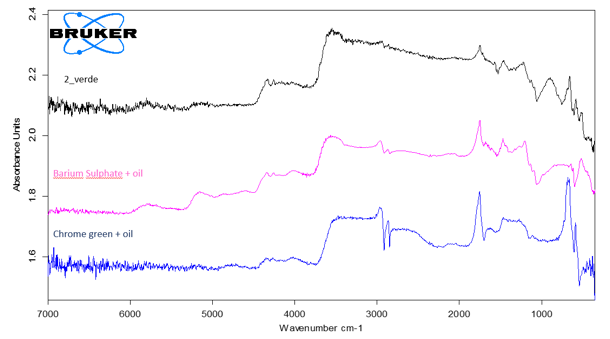 BRUKER
2_verde
Barium Sulphate + oil
Chrome green + oil
Absorbance Units
2.4
2.2
2.0
1.8
1.6
7000 6000 5000 4000 3000 2000 1000
Wavenumber cm-1